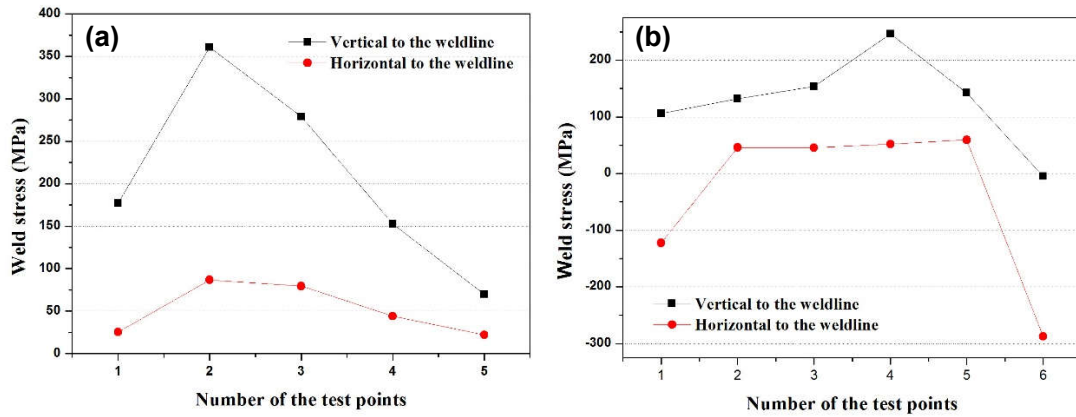 (a)
Vertical to the weldline
Horizontal to the weldline
400
350
300
250
200
150
100
50
0
Weld stress (MPa)
1 2 3 4 5
Number of the test points
(b)
200
100
0
-100
-200
-300
Weld stress (MPa)
Vertical to the weldline
Horizontal to the weldline
1 2 3 4 5 6
Number of the test points